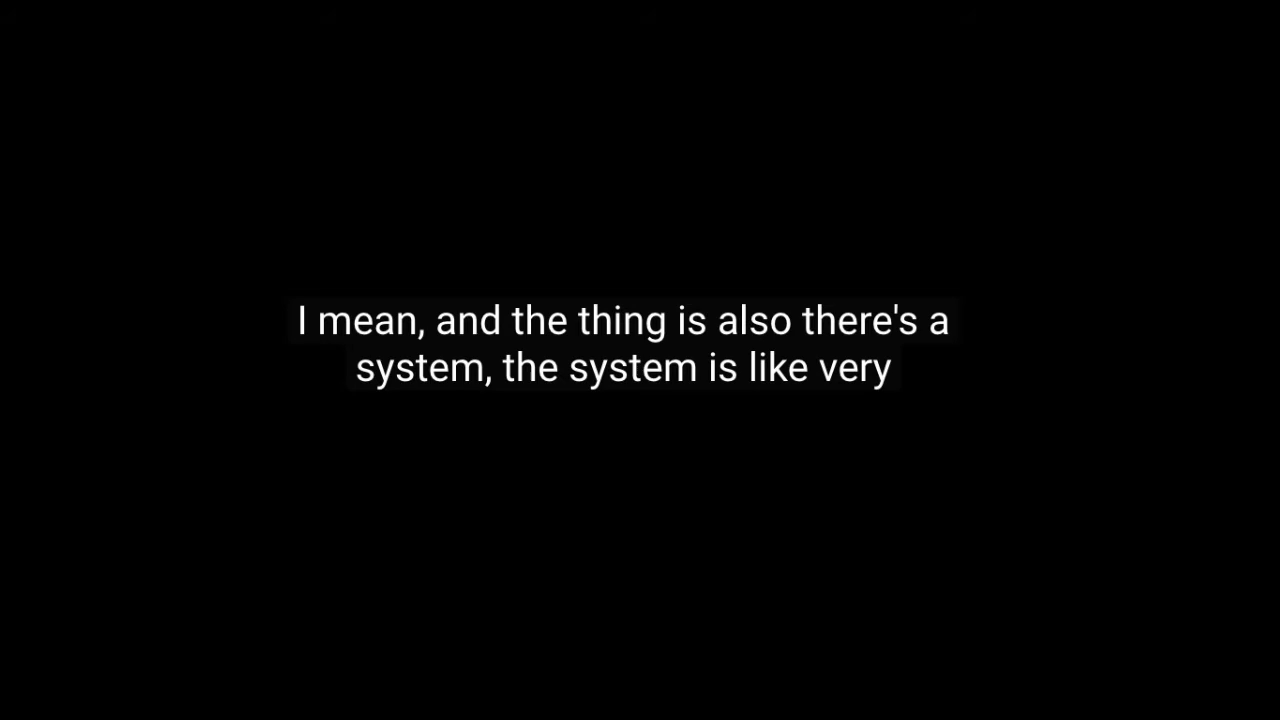 I mean, and the thing is also there's a
system, the system is like very